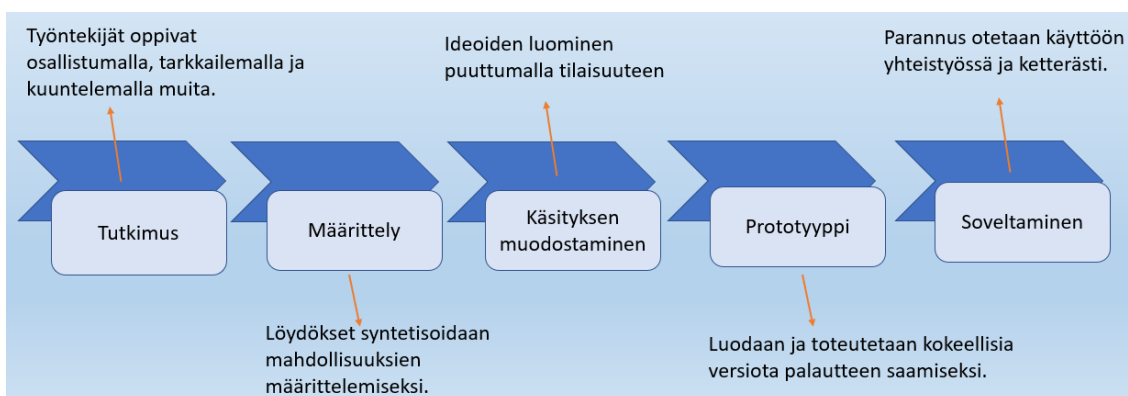 Työntekijät oppivat
osallistumalla, tarkkailemalla ja
kuuntelemalla muita.
Ideoiden luominen
puuttumalla tilaisuuteen
Parannus otetaan käyttöön
yhteistyössä ja ketterästi.
Tutkimus
Määrittely
Käsityksen
muodostaminen
Prototyyppi
Soveltaminen
Löydökset syntetisoidaan
mahdollisuuksien
määrittelemiseksi.
Luodaan ja toteutetaan kokeellisia
versiota palautteen saamiseksi.